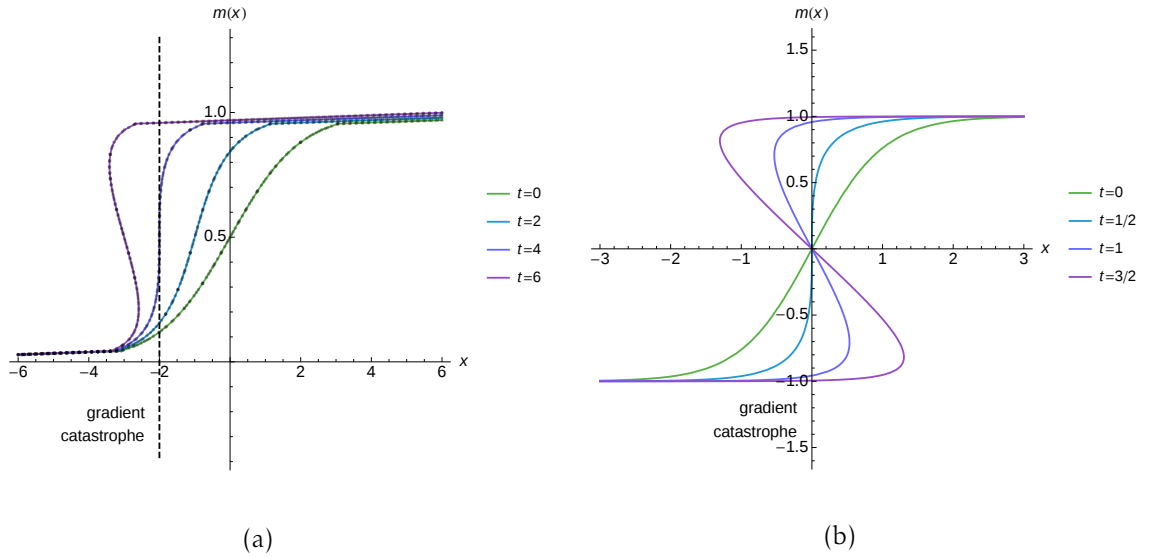 m(x)
1.0
0.5
−6
−4
−2
2
4
6
x
gradient
catastrophe
t=0
t=2
t=4
t=6
(a)
m(x)
1.5
1.0
0.5
−3
−2
−1
1
2
3
x
−0.5
−1.0
gradient
catastrophe
−1.5
t=0
t=1/2
t=1
t=3/2
(b)